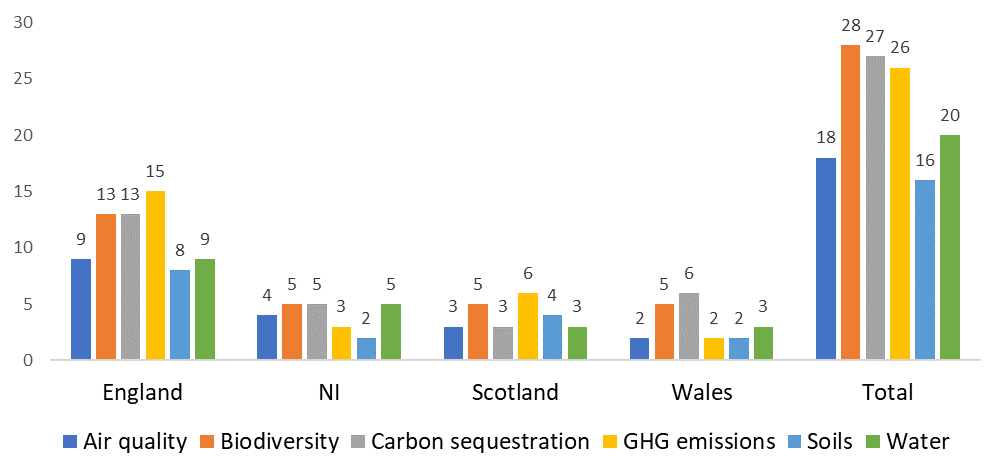 30
25
20
15
10
5
0
9 13 13 15 8 9
4 5 5 3 2 5
3 5 3 6 4 3
2 5 6 2 2 3
18 28 27 26 16 20
England NI Scotland Wales Total
Air quality Biodiversity Carbon sequestration GHG emissions Soils Water